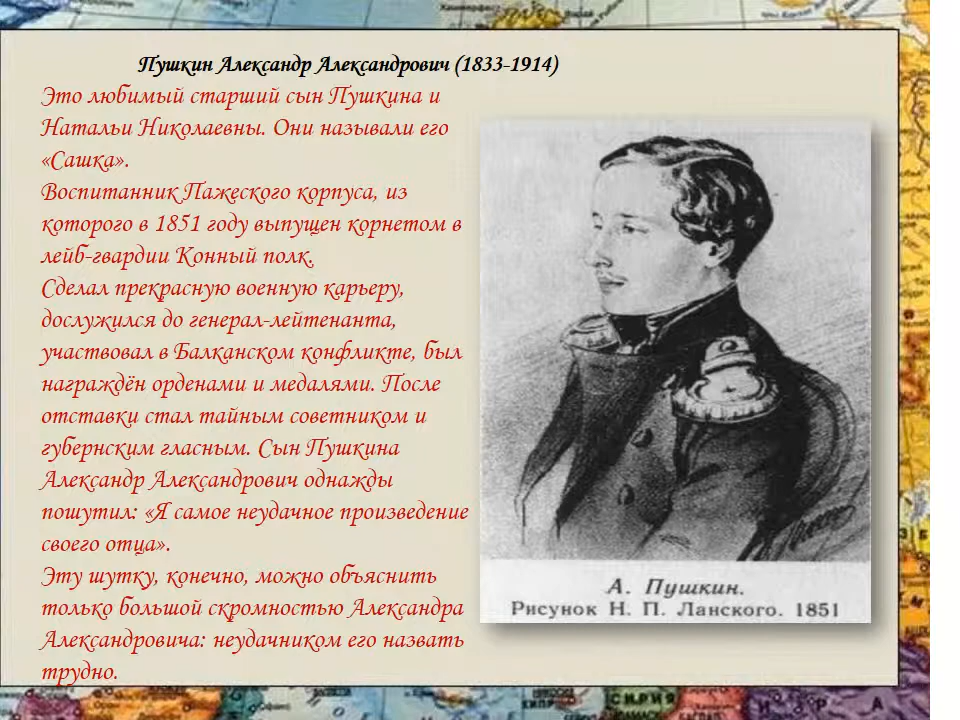 Пушкин Александр Александрович (1833-1914)
Это любимый старший сын Пушкина и
Натальи Николаевны. Они называли его
«Сашка».
Воспитанник Пажеского корпуса, из
которого в 1851 году выпущен корнетом в
лейб-гвардии Конный полк.
Сделал прекрасную военную карьеру,
дослужился до генерал-лейтенанта,
участвовал в Балканском конфликте, был
награждён орденами и медалями. После
отставки стал тайным советником и
губернским гласным. Сын Пушкина
Александр Александрович однажды
пошутил: «Я самое неудачное произведение
своего отца».
Эту шутку, конечно, можно объяснить
только большой скромностью Александра
Александровича: неудачником его назвать
трудно.
А. Пушкин.
Рисунок Н. П. Ланского. 1851
СИРИЯ